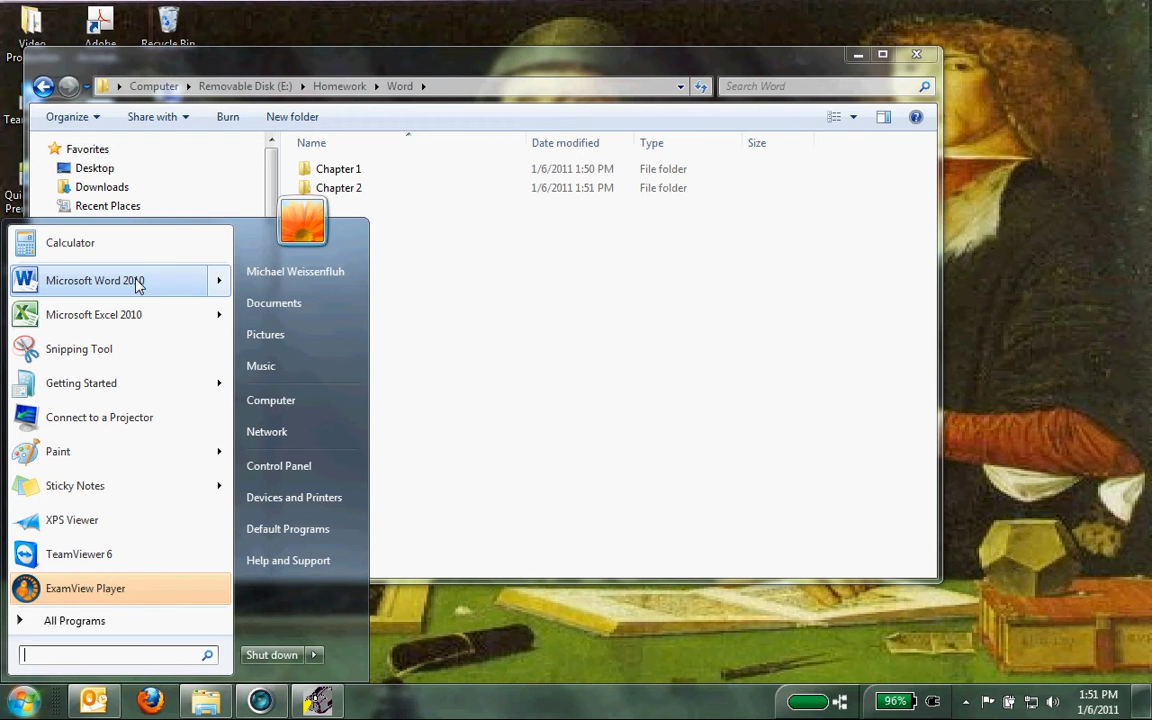 Video
Adobe
Recycle Bin
Computer
Removable Disk (E:)
Homework
Word
Search Word
Organize
Share with
Burn
New folder
Name
Date modified
Type
Size
Favorites
Desktop
Downloads
Recent Places
Chapter 1
1/6/2011 1:50 PM
File folder
Chapter 2
1/6/2011 1:51 PM
File folder
Calculator
Microsoft Word 2010
Microsoft Excel 2010
Snipping Tool
Getting Started
Connect to a Projector
Paint
Sticky Notes
XPS Viewer
TeamViewer 6
ExamView Player
All Programs
Michael Weissenfluh
Documents
Pictures
Music
Computer
Network
Control Panel
Devices and Printers
Default Programs
Help and Support
Shut down
96%
1:51 PM
1/6/2011